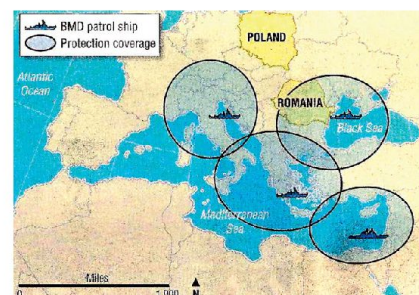 BMD patrol ship
Protection coverage
POLAND
Atlantic
Ocean
ROMANIA
Black Sea
Mediterranean
Sea
Miles
0
1,000
N